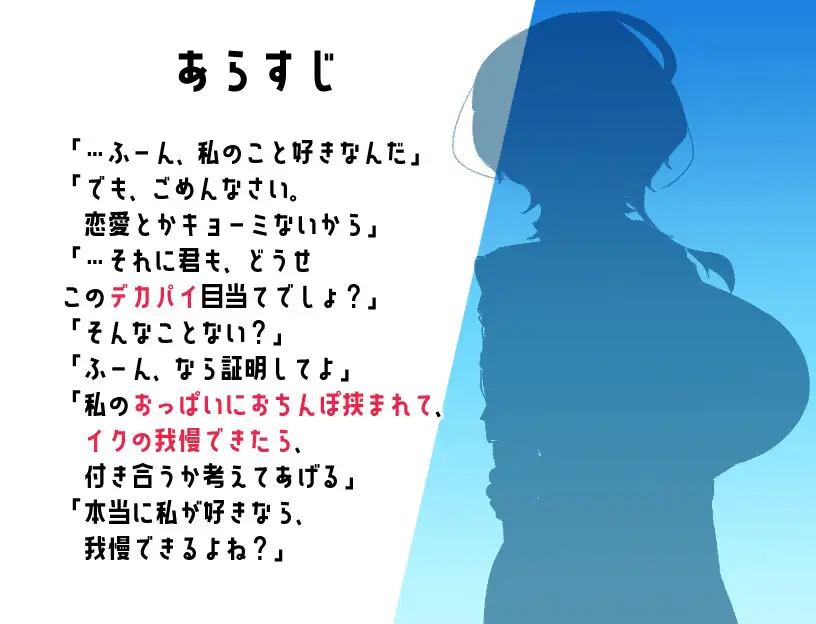 あらすじ
「…ふーん、私のこと好きなんだ」
「でも、ごめんなさい。
恋愛とかキョーミないから」
「…それに君も、どうせ
このデカパイ目当てでしょ？」
「そんなことない？」
「ふーん、なら証明してよ」
「私のおっぱいにおちんぽ挟まれて、
イクの我慢できたら、
付き合うか考えてあげる」
「本当に私が好きなら、
我慢できるよね？」